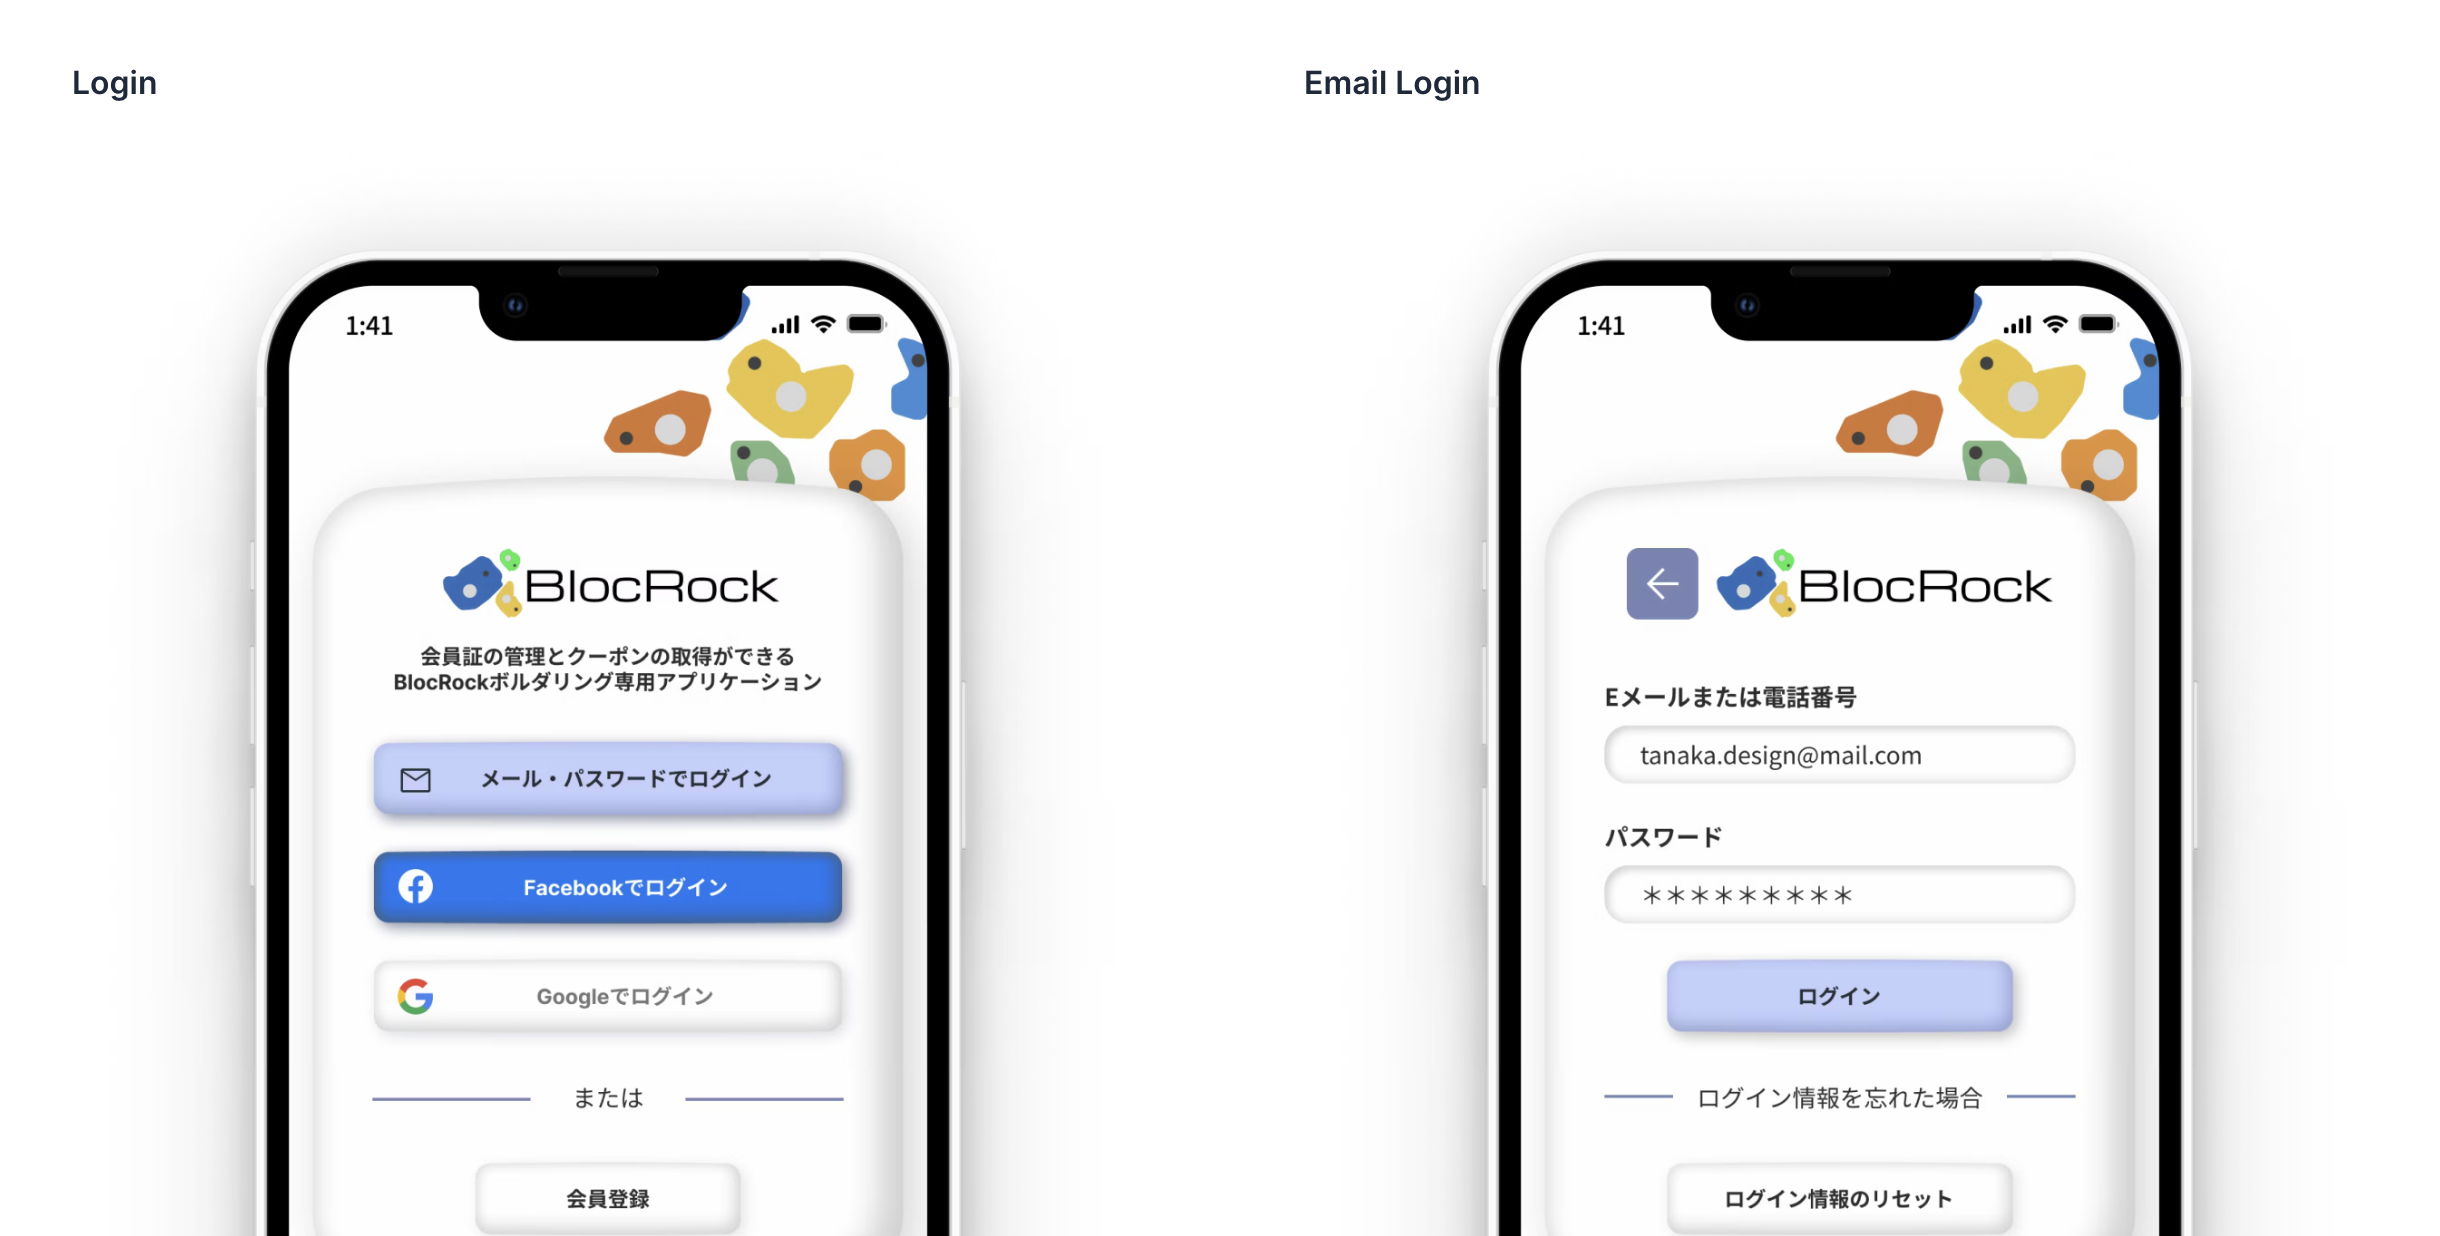 Login
1:41
BlocRock
会員証の管理とクーポンの取得ができる
BlocRockボルダリング専用アプリケーション
メール・パスワードでログイン
Facebookでログイン
Googleでログイン
または
会員登録
Email Login
1:41
BlocRock
Eメールまたは電話番号
tanaka.design@mail.com
パスワード
*********
ログイン
ログイン情報を忘れた場合
ログイン情報のリセット